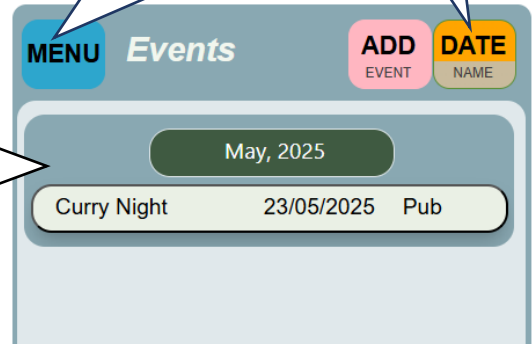 MENU Events ADD EVENT DATE NAME
May, 2025
Curry Night 23/05/2025 Pub